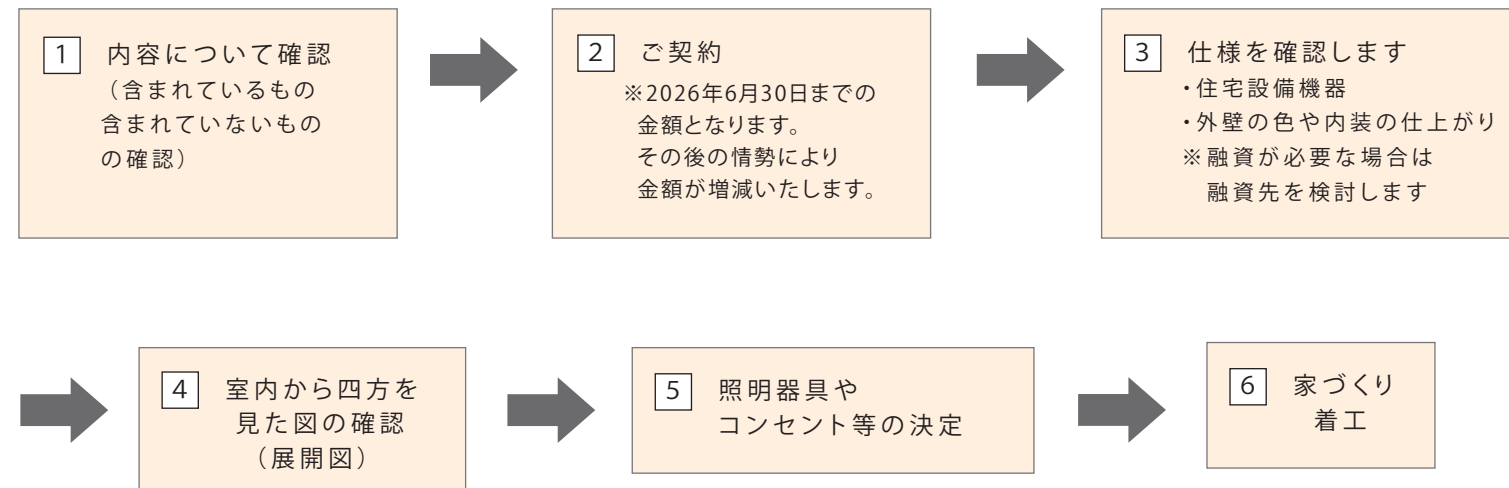 1 内容について確認
（含まれているもの
含まれていないもの
の確認）
2 ご契約
※2026年6月30日までの
金額となります。
その後の情勢により
金額が増減いたします。
3 仕様を確認します
・住宅設備機器
・外壁の色や内装の仕上がり
※融資が必要な場合は
融資先を検討します
4 室内から四方を
見た図の確認
（展開図）
5 照明器具や
コンセント等の決定
6 家づくり
着工